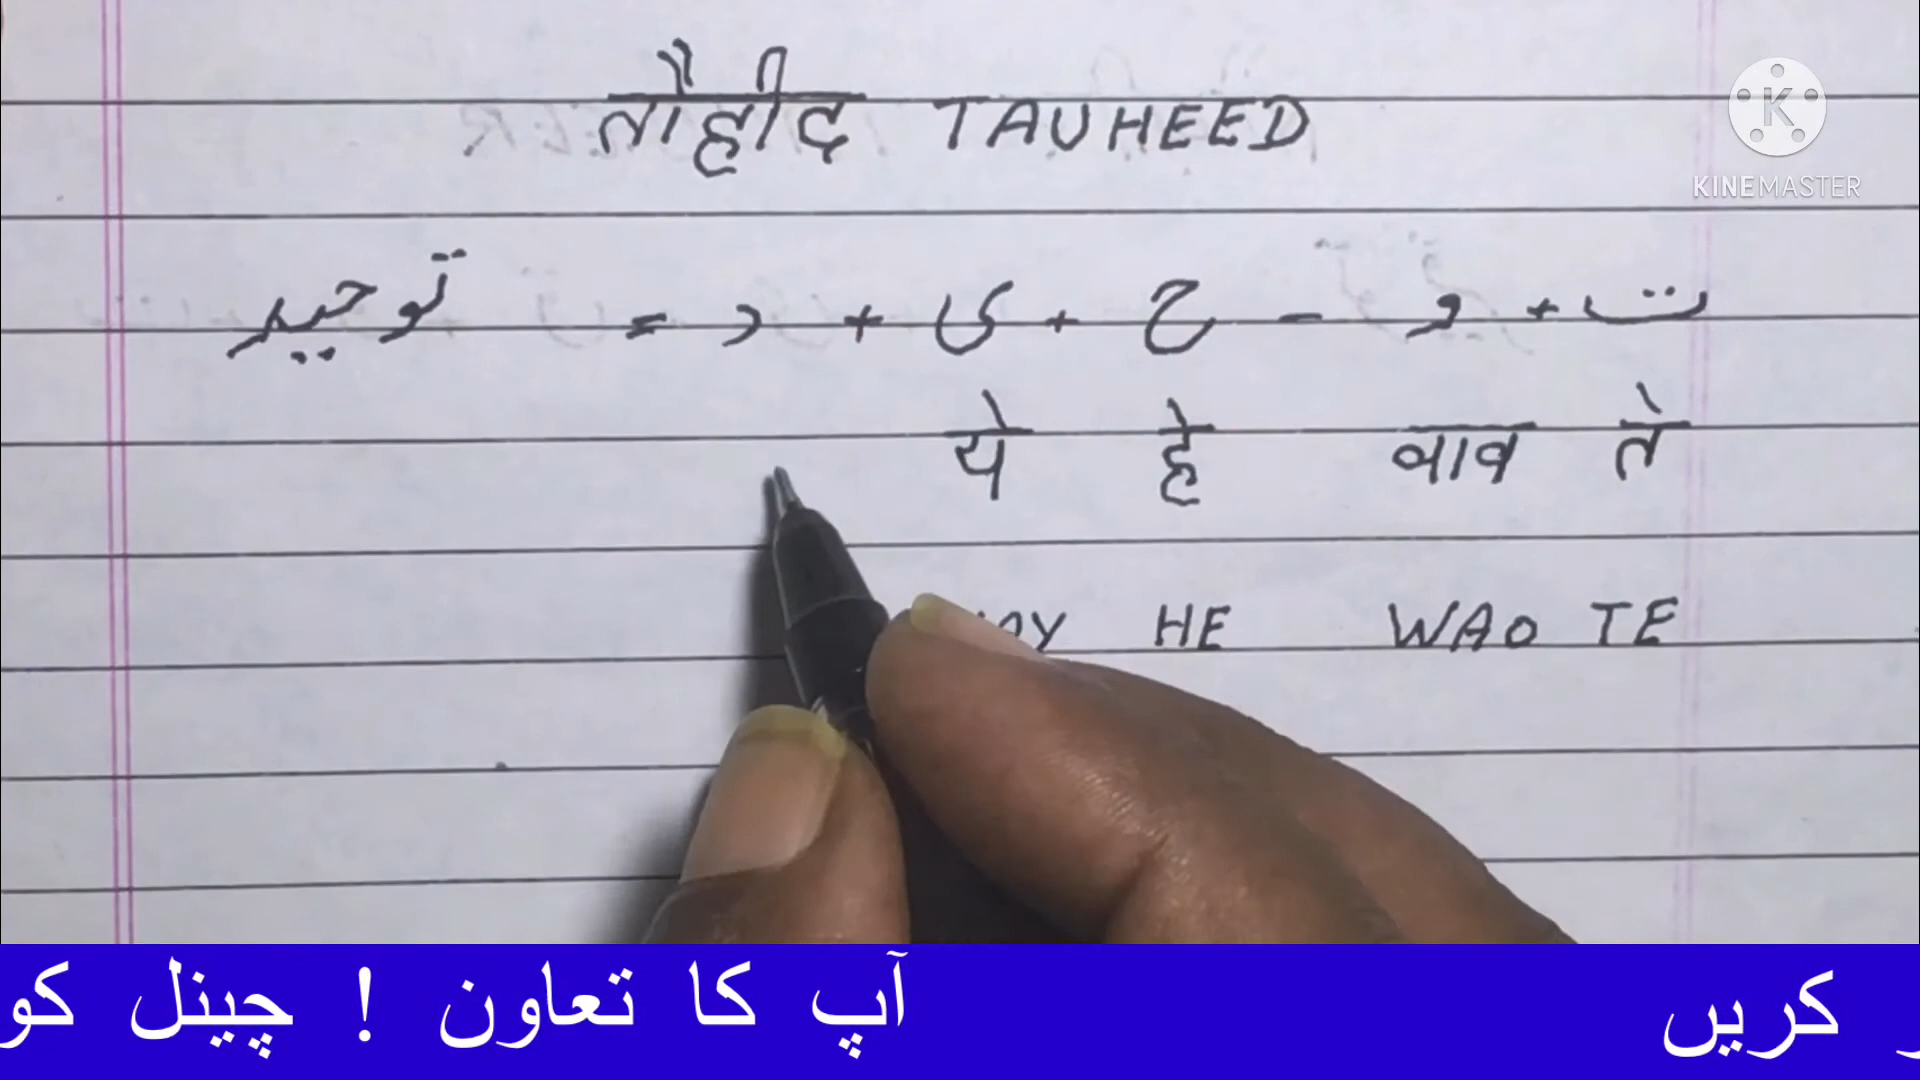 तौहीद TAUHEED
KINEMASTER
ت + و - ح + ی + د = توحید
ते वाव हे ये
TE WAO HE
آپ کا تعاون ! چینل کو
کریں